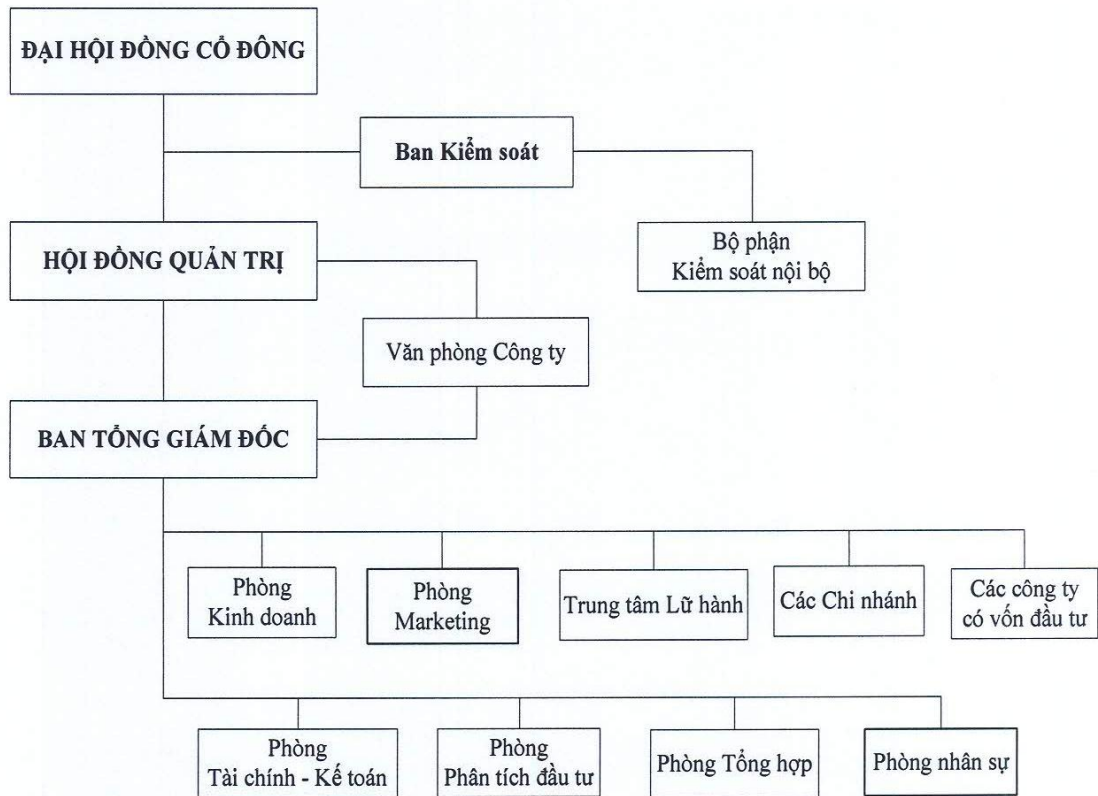 ĐẠI HỘI ĐỒNG CỔ ĐÔNG
Ban Kiểm soát
HỘI ĐỒNG QUẢN TRỊ
Bộ phận
Kiểm soát nội bộ
Văn phòng Công ty
BAN TỔNG GIÁM ĐỐC
Phòng
Kinh doanh
Phòng
Marketing
Trung tâm Lữ hành
Các Chi nhánh
Các công ty
có vốn đầu tư
Phòng
Tài chính - Kế toán
Phòng
Phân tích đầu tư
Phòng Tổng hợp
Phòng nhân sự